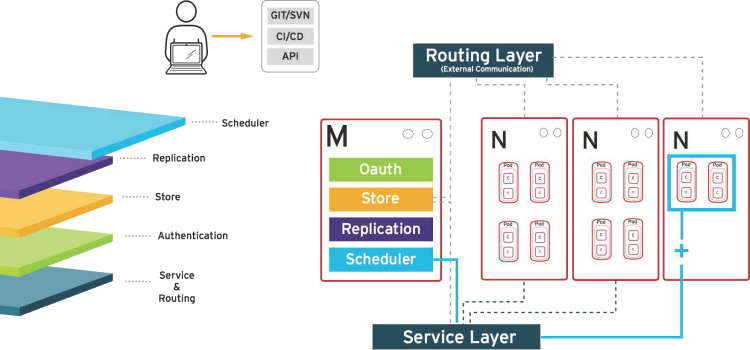 GIT/SVN
CI/CD
API
Routing Layer
(External Communication)
Scheduler
Replication
Store
Authentication
Service
&
Routing
M
Oauth
Store
Replication
Scheduler
N
Pod
C
Pod
C
Pod
C
Pod
C
N
Pod
C
Pod
C
Pod
C
Pod
C
N
Pod
C
Pod
C
+
Service Layer